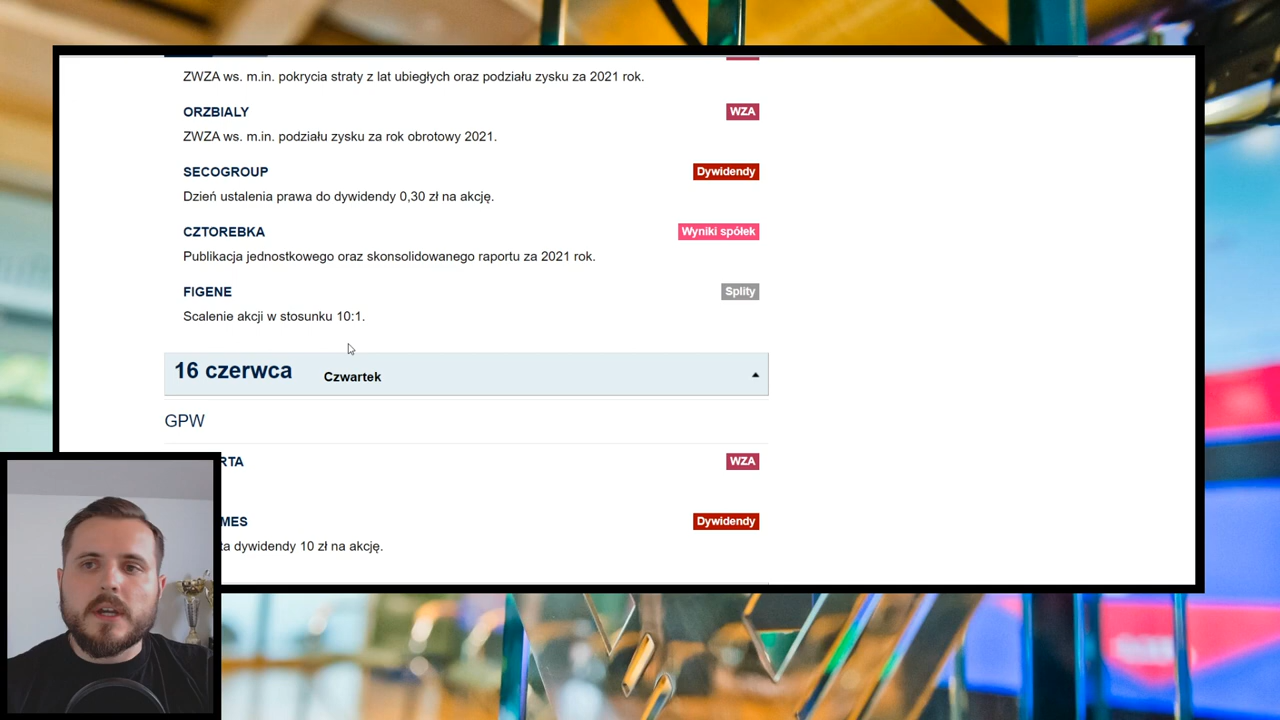 ZWZA ws. m.in. pokrycia straty z lat ubiegłych oraz podziału zysku za 2021 rok.
ORZBIALY WZA
ZWZA ws. m.in. podziału zysku za rok obrotowy 2021.
SECOGROUP Dywidendy
Dzień ustalenia prawa do dywidendy 0,30 zł na akcję.
CZTOREBKA Wyniki spółek
Publikacja jednostkowego oraz skonsolidowanego raportu za 2021 rok.
FIGENE Splity
Scalenie akcji w stosunku 10:1.
16 czerwca Czwartek
GPW
RTA WZA
MES Dywidendy
ta dywidendy 10 zł na akcję.